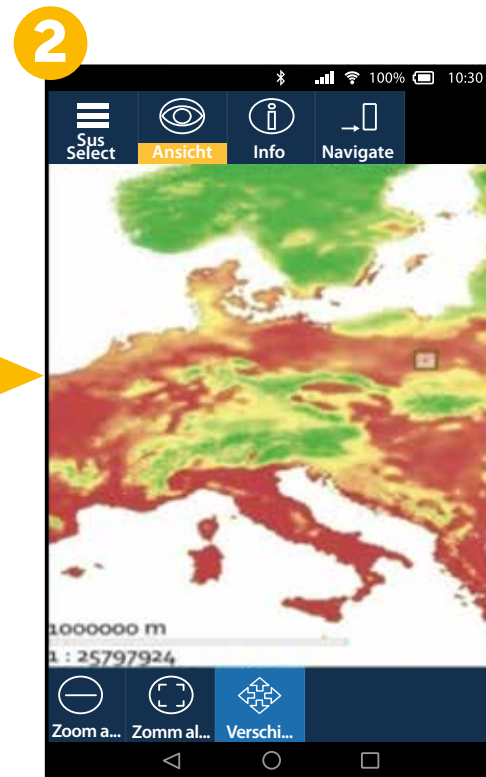 2
100% 10:30
Sus
Select Ansicht Info Navigate
1000000 m
1 : 25797924
Zoom a... Zomm al... Verschi...